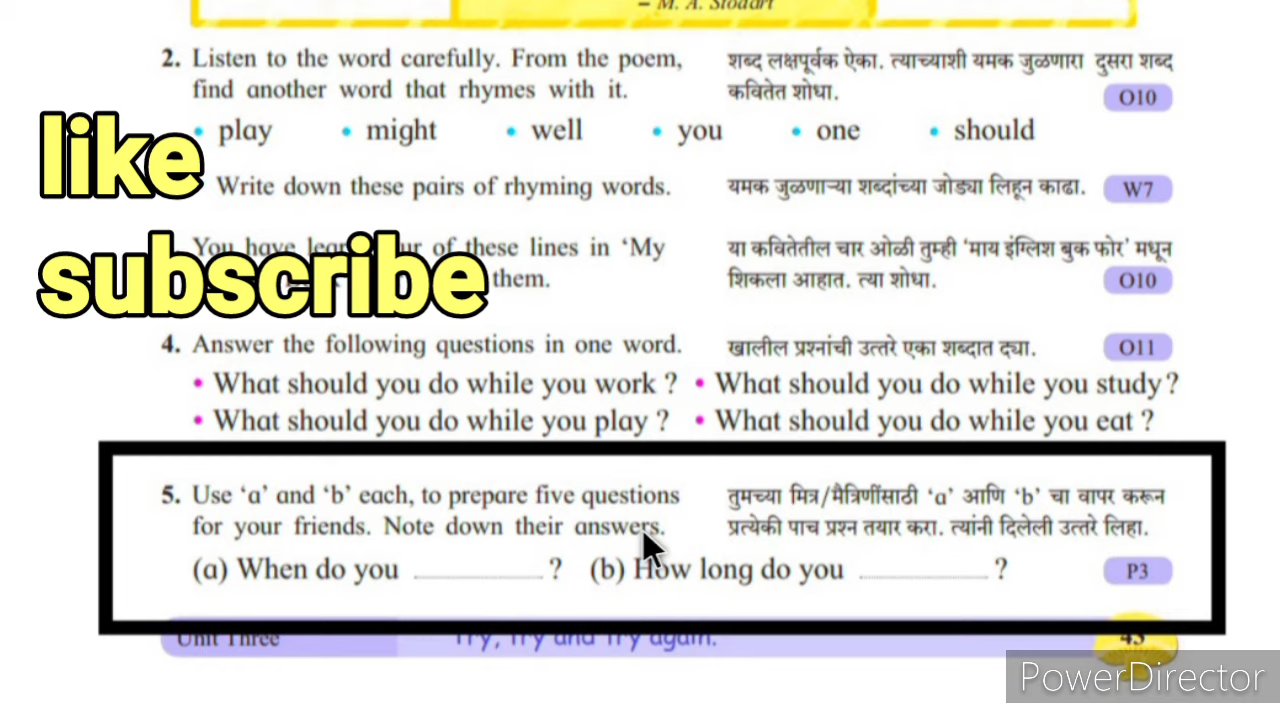 – M. A. Stodart
2. Listen to the word carefully. From the poem,
find another word that rhymes with it.
शब्द लक्षपूर्वक ऐका. त्याच्याशी यमक जुळणारा दुसरा शब्द
कवितेत शोधा.
O10
• play • might • well • you • one • should
like
Write down these pairs of rhyming words.
यमक जुळणाऱ्या शब्दांच्या जोड्या लिहून काढा.
W7
You have of these lines in ‘My
them.
subscribe
या कवितेतील चार ओळी तुम्ही ‘माय इंग्लिश बुक फोर’ मधून
शिकला आहात. त्या शोधा.
O10
4. Answer the following questions in one word.
खालील प्रश्नांची उत्तरे एका शब्दात द्या.
O11
• What should you do while you work ? • What should you do while you study?
• What should you do while you play ? • What should you do while you eat ?
5. Use ‘a’ and ‘b’ each, to prepare five questions
for your friends. Note down their answers.
तुमच्या मित्र/मैत्रिणींसाठी ‘a’ आणि ‘b’ चा वापर करून
प्रत्येकी पाच प्रश्न तयार करा. त्यांनी दिलेली उत्तरे लिहा.
(a) When do you ? (b) How long do you ?
P3
Unit Three
Try, Try and Try again.
PowerDirector